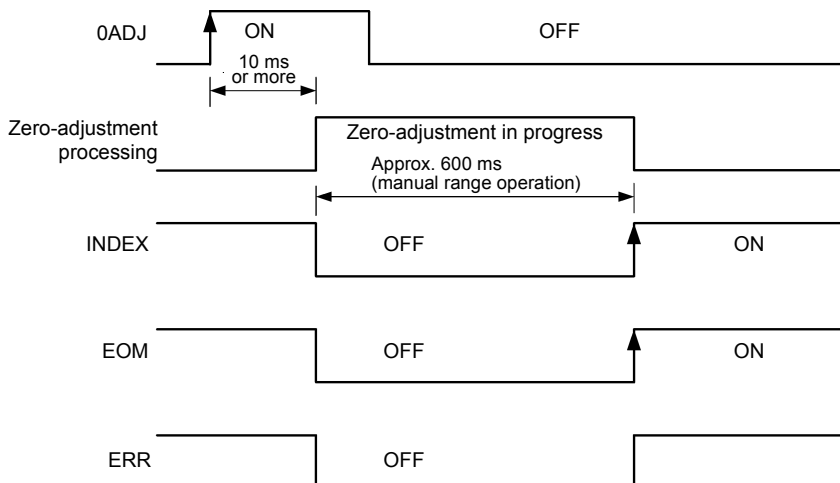 0ADJ
ON
OFF
10 ms
or more
Zero-adjustment
processing
Zero-adjustment in progress
Approx. 600 ms
(manual range operation)
INDEX
OFF
ON
EOM
OFF
ON
ERR
OFF